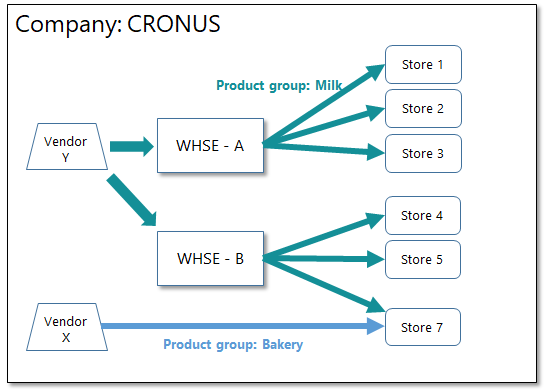 Company: CRONUS
Product group: Milk
Store 1
Store 2
Vendor
Y
WHSE - A
Store 3
Store 4
WHSE - B
Store 5
Vendor
X
Store 7
Product group: Bakery